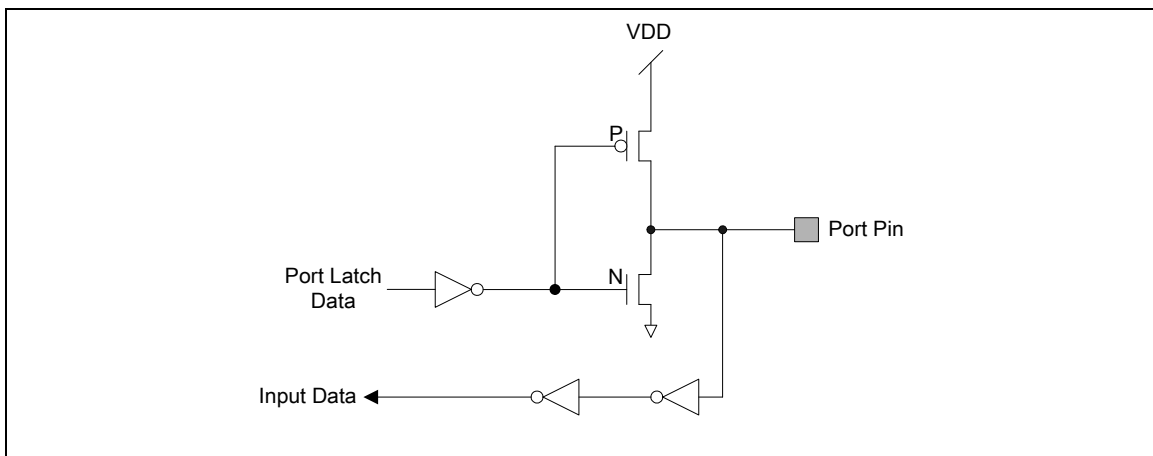 VDD
P
Port Pin
N
Port Latch
Data
Input Data